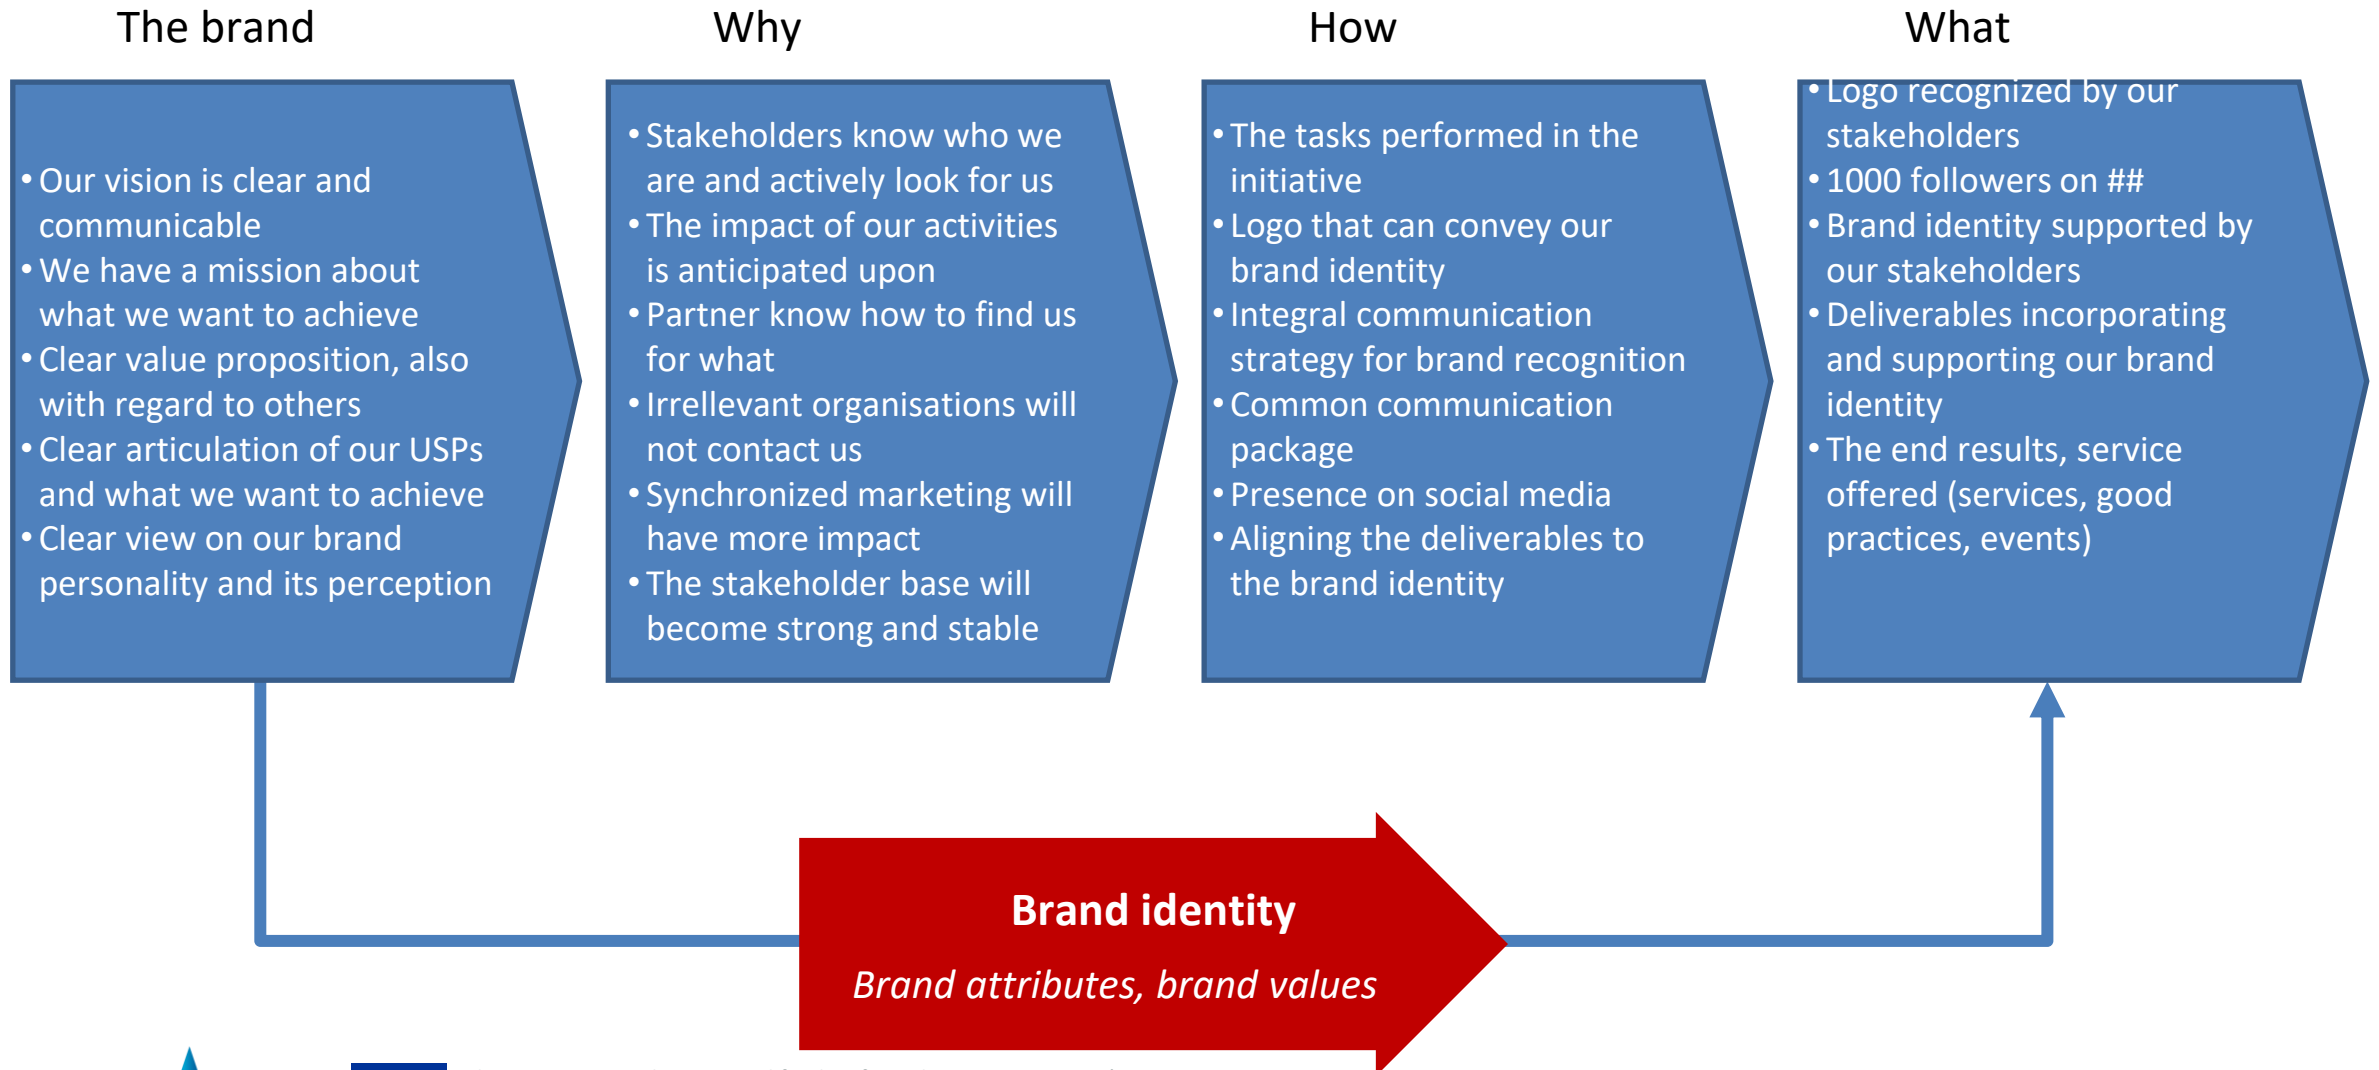 The brand
Why
How
What
• Our vision is clear and
communicable
• We have a mission about
what we want to achieve
• Clear value proposition, also
with regard to others
• Clear articulation of our USPs
and what we want to achieve
• Clear view on our brand
personality and its perception
• Stakeholders know who we
are and actively look for us
• The impact of our activities
is anticipated upon
• Partner know how to find us
for what
• Irrellevant organisations will
not contact us
• Synchronized marketing will
have more impact
• The stakeholder base will
become strong and stable
• The tasks performed in the
initiative
• Logo that can convey our
brand identity
• Integral communication
strategy for brand recognition
• Common communication
package
• Presence on social media
• Aligning the deliverables to
the brand identity
• Logo recognized by our
stakeholders
• 1000 followers on ##
• Brand identity supported by
our stakeholders
• Deliverables incorporating
and supporting our brand
identity
• The end results, service
offered (services, good
practices, events)
Brand identity
Brand attributes, brand values